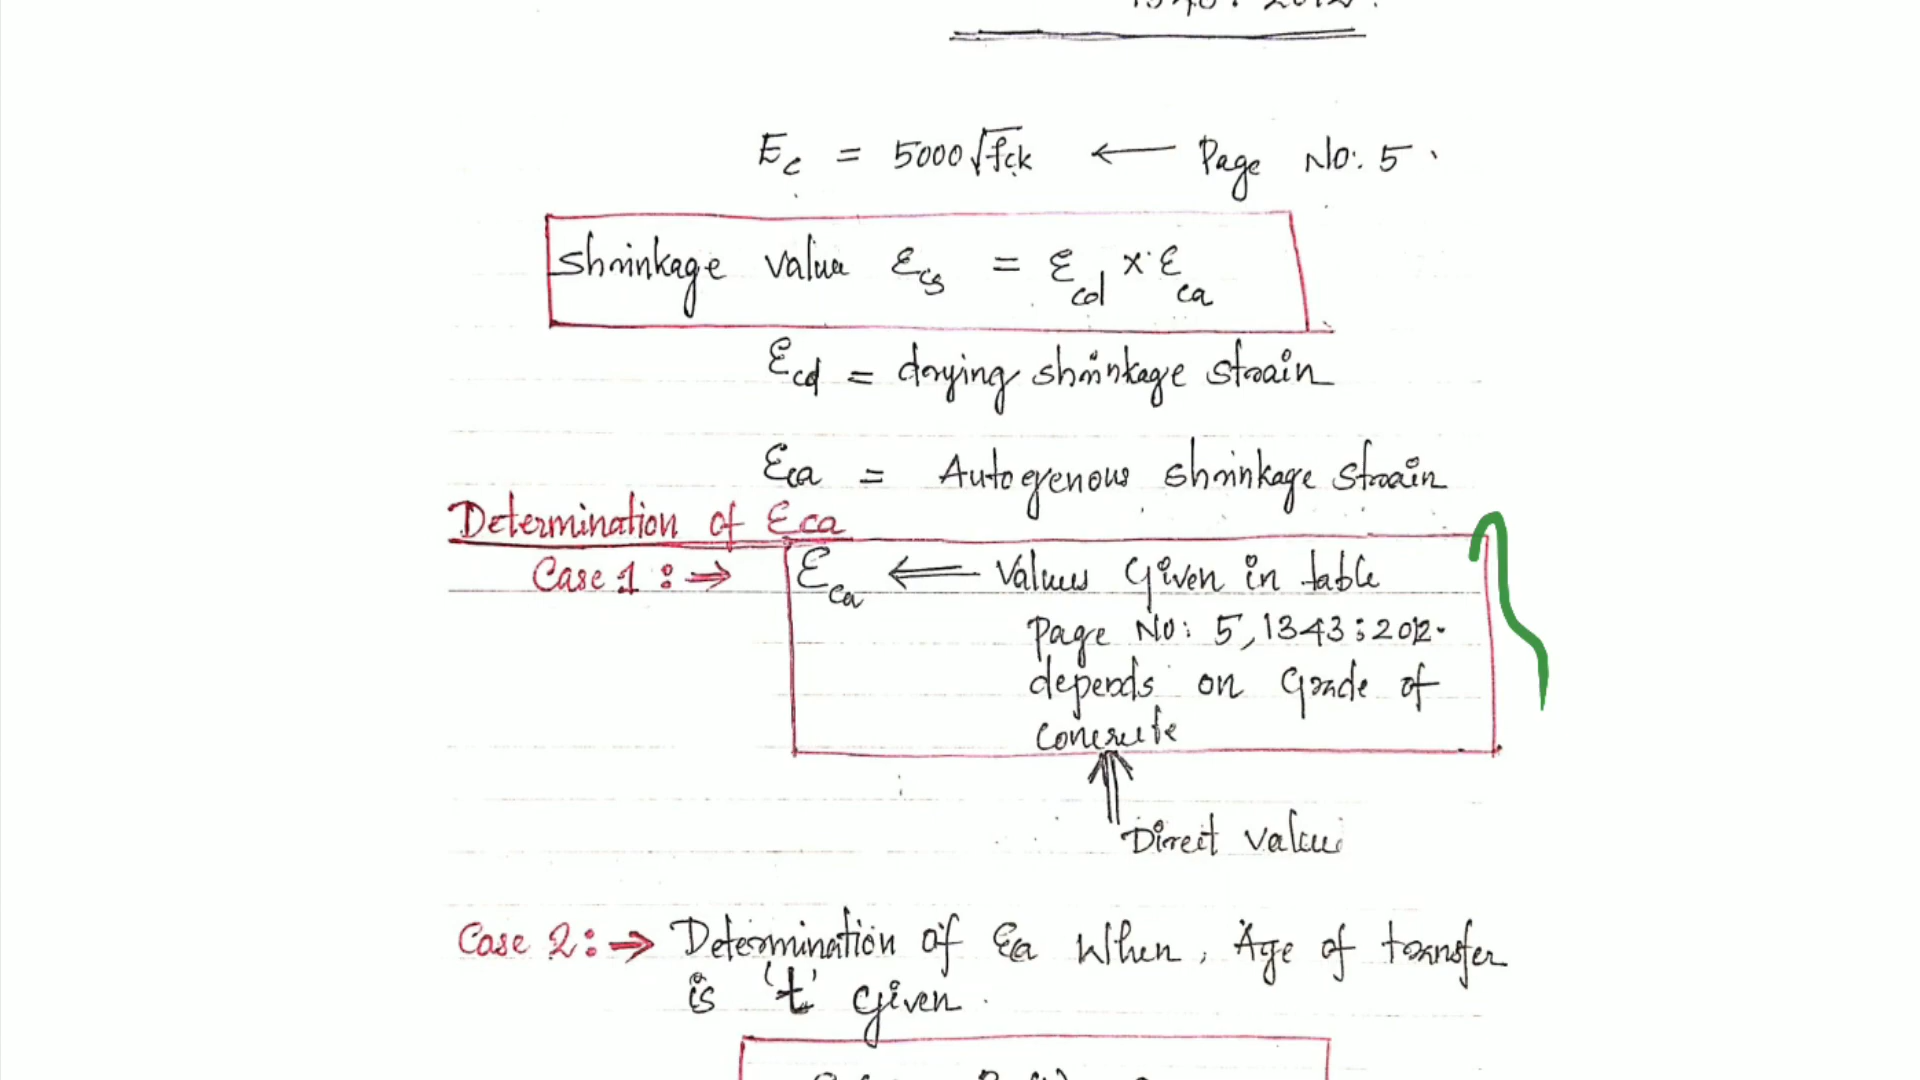 1343 : 2012.
Ec = 5000√fck ← Page No: 5.
Shrinkage value εcs = εcd × εca
εcd = drying shrinkage strain
εca = Autogenous shrinkage strain
Determination of εca
Case 1 :→ εca ⟸ Values Given in table
Page No: 5, 1343:2012.
depends on Grade of
concrete
Direct value
Case 2 :→ Determination of εca When, Age of transfer
is 't' given.